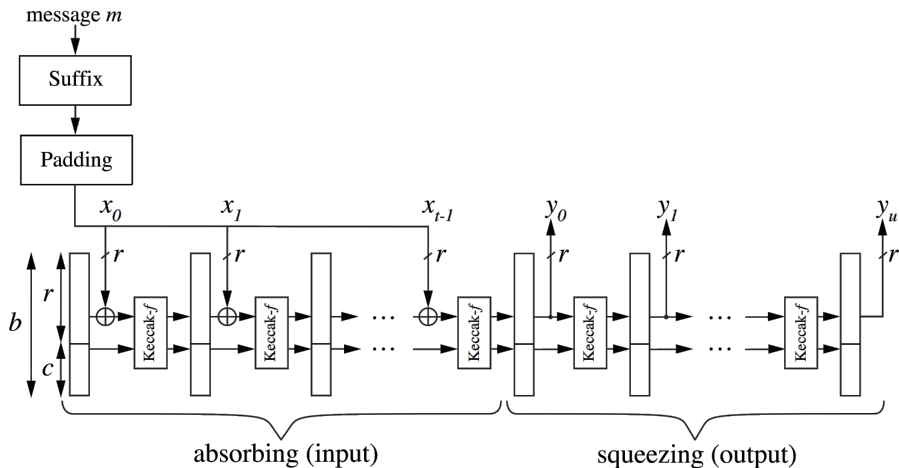 message m
Suffix
Padding
x0 x1 xt-1 y0 y1 yu
r r r r r r
b r c
Keccak-f Keccak-f Keccak-f Keccak-f Keccak-f
... ... ... ...
absorbing (input) squeezing (output)